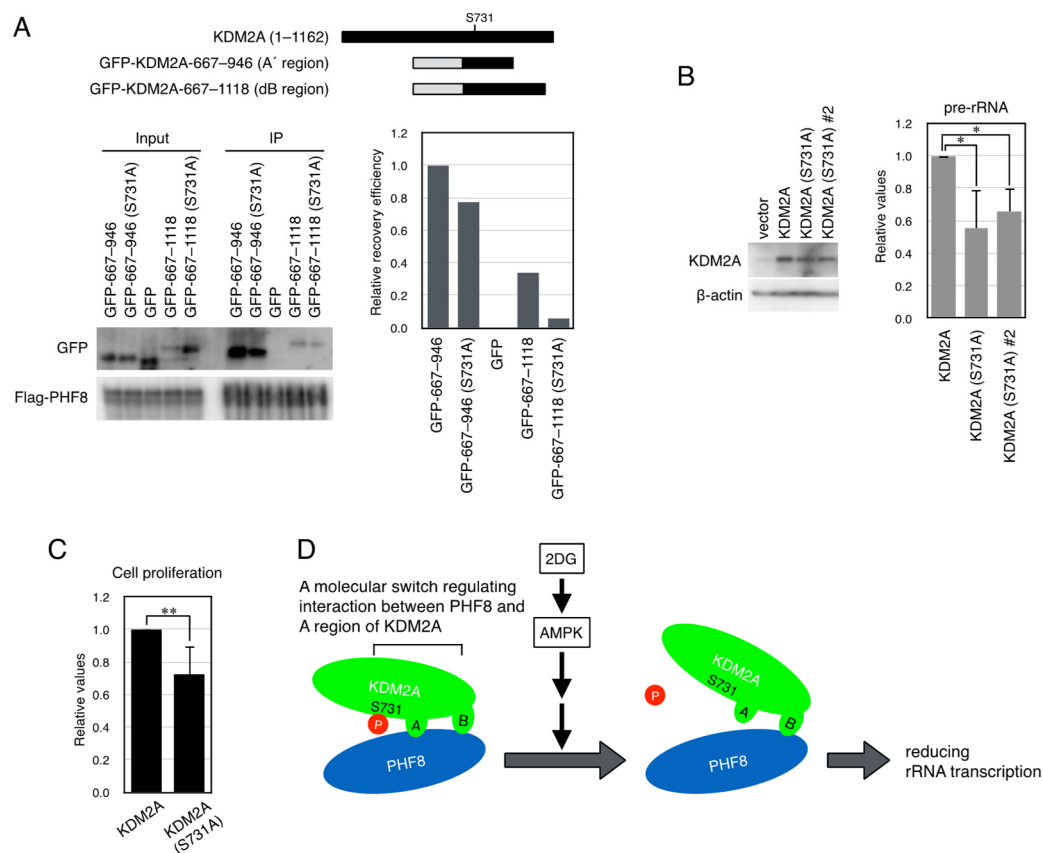 A
S731
KDM2A (1–1162)
GFP-KDM2A-667–946 (A´ region)
GFP-KDM2A-667–1118 (dB region)
Input
IP
GFP-667–946
GFP-667–946 (S731A)
GFP
GFP-667–1118
GFP-667–1118 (S731A)
GFP-667–946
GFP-667–946 (S731A)
GFP
GFP-667–1118
GFP-667–1118 (S731A)
GFP
Flag-PHF8
Relative recovery efficiency
1.2
1.0
0.8
0.6
0.4
0.2
0.0
GFP-667–946
GFP-667–946 (S731A)
GFP
GFP-667–1118
GFP-667–1118 (S731A)
B
vector
KDM2A
KDM2A (S731A)
KDM2A (S731A) #2
KDM2A
β-actin
pre-rRNA
Relative values
1.2
1.0
0.8
0.6
0.4
0.2
0.0
*
*
KDM2A
KDM2A (S731A)
KDM2A (S731A) #2
C
Cell proliferation
Relative values
1.2
1.0
0.8
0.6
0.4
0.2
0.0
**
KDM2A
KDM2A
(S731A)
D
A molecular switch regulating
interaction between PHF8 and
A region of KDM2A
KDM2A
S731
P
A
B
PHF8
2DG
AMPK
P
KDM2A
S731
A
B
PHF8
reducing
rRNA transcription